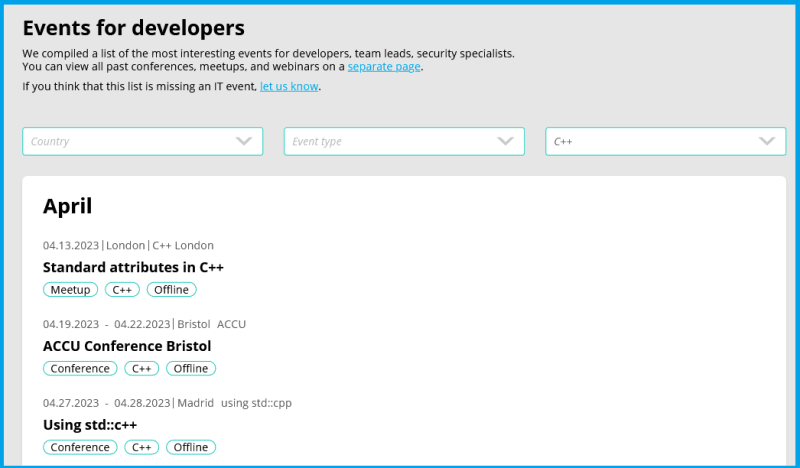 Events for developers
We compiled a list of the most interesting events for developers, team leads, security specialists.
You can view all past conferences, meetups, and webinars on a separate page.
If you think that this list is missing an IT event, let us know.
Country Event type C++
April
04.13.2023|London|C++ London
Standard attributes in C++
Meetup C++ Offline
04.19.2023 - 04.22.2023|Bristol ACCU
ACCU Conference Bristol
Conference C++ Offline
04.27.2023 - 04.28.2023|Madrid using std::cpp
Using std::c++
Conference C++ Offline